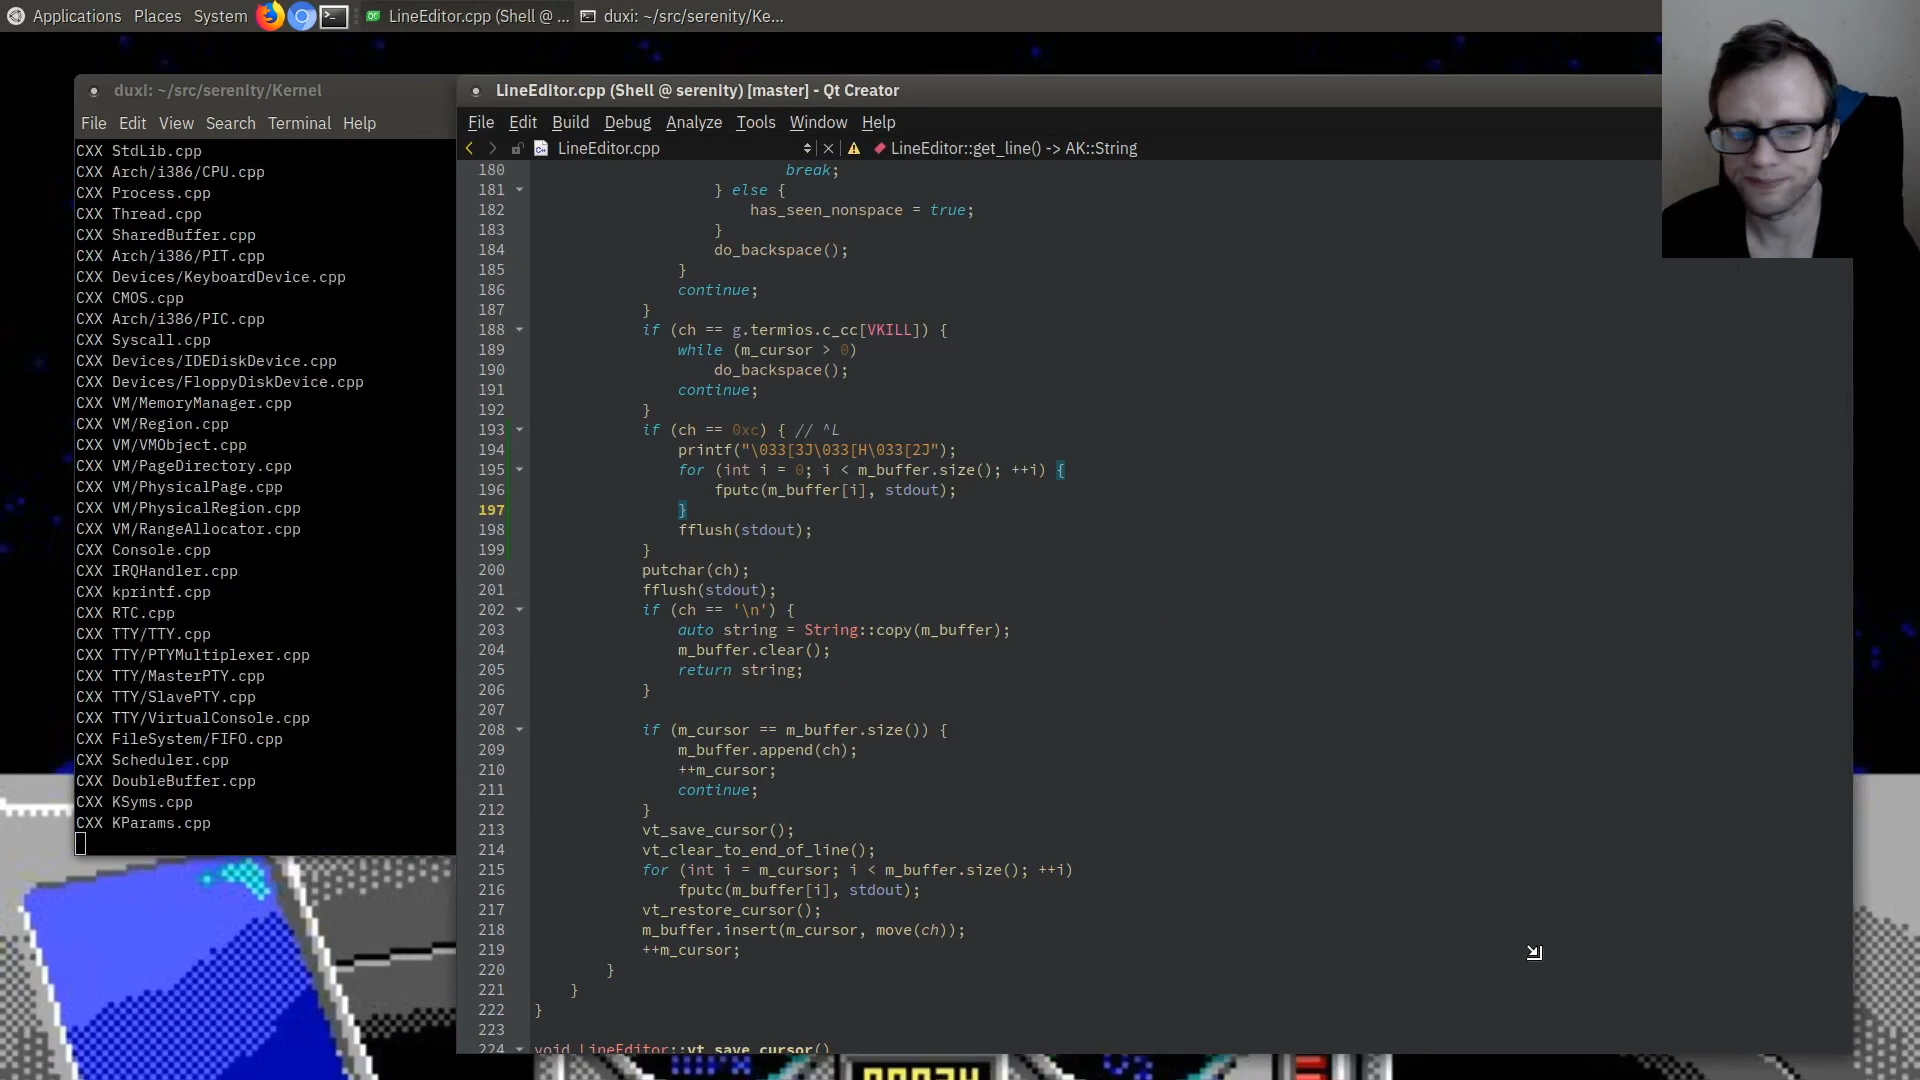 Applications Places System LineEditor.cpp (Shell @ ... duxi: ~/src/serenity/Ke...
duxi: ~/src/serenity/Kernel
File Edit View Search Terminal Help
CXX StdLib.cpp
CXX Arch/i386/CPU.cpp
CXX Process.cpp
CXX Thread.cpp
CXX SharedBuffer.cpp
CXX Arch/i386/PIT.cpp
CXX Devices/KeyboardDevice.cpp
CXX CMOS.cpp
CXX Arch/i386/PIC.cpp
CXX Syscall.cpp
CXX Devices/IDEDiskDevice.cpp
CXX Devices/FloppyDiskDevice.cpp
CXX VM/MemoryManager.cpp
CXX VM/Region.cpp
CXX VM/VMObject.cpp
CXX VM/PageDirectory.cpp
CXX VM/PhysicalPage.cpp
CXX VM/PhysicalRegion.cpp
CXX VM/RangeAllocator.cpp
CXX Console.cpp
CXX IRQHandler.cpp
CXX kprintf.cpp
CXX RTC.cpp
CXX TTY/TTY.cpp
CXX TTY/PTYMultiplexer.cpp
CXX TTY/MasterPTY.cpp
CXX TTY/SlavePTY.cpp
CXX TTY/VirtualConsole.cpp
CXX FileSystem/FIFO.cpp
CXX Scheduler.cpp
CXX DoubleBuffer.cpp
CXX KSyms.cpp
CXX KParams.cpp
LineEditor.cpp (Shell @ serenity) [master] - Qt Creator
File Edit Build Debug Analyze Tools Window Help
LineEditor.cpp LineEditor::get_line() -> AK::String
180 break;
181 } else {
182 has_seen_nonspace = true;
183 }
184 do_backspace();
185 }
186 continue;
187 }
188 if (ch == g.termios.c_cc[VKILL]) {
189 while (m_cursor > 0)
190 do_backspace();
191 continue;
192 }
193 if (ch == 0xc) { // ^L
194 printf("\033[3J\033[H\033[2J");
195 for (int i = 0; i < m_buffer.size(); ++i) {
196 fputc(m_buffer[i], stdout);
197 }
198 fflush(stdout);
199 }
200 putchar(ch);
201 fflush(stdout);
202 if (ch == '\n') {
203 auto string = String::copy(m_buffer);
204 m_buffer.clear();
205 return string;
206 }
207
208 if (m_cursor == m_buffer.size()) {
209 m_buffer.append(ch);
210 ++m_cursor;
211 continue;
212 }
213 vt_save_cursor();
214 vt_clear_to_end_of_line();
215 for (int i = m_cursor; i < m_buffer.size(); ++i)
216 fputc(m_buffer[i], stdout);
217 vt_restore_cursor();
218 m_buffer.insert(m_cursor, move(ch));
219 ++m_cursor;
220 }
221 }
222 }
223
224 void LineEditor::vt_save_cursor()